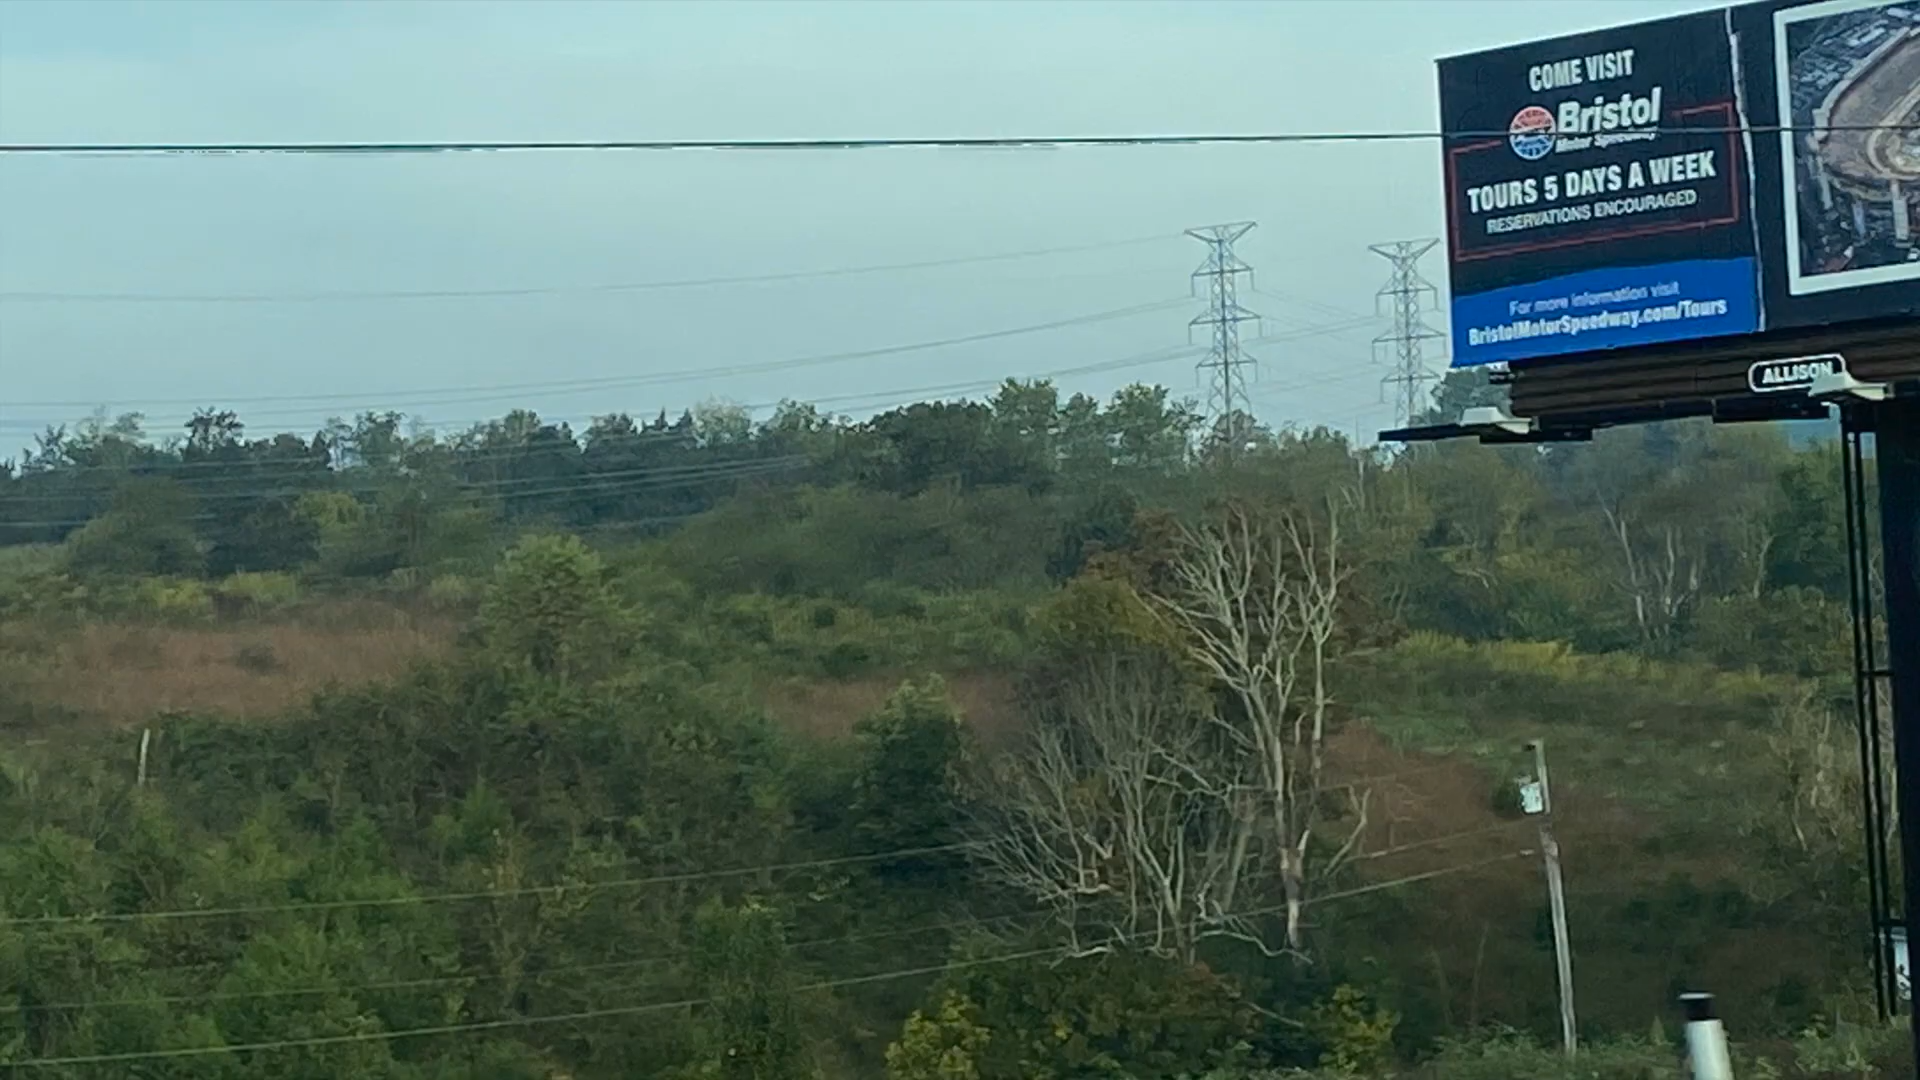 COME VISIT
Bristol
Motor Speedway
TOURS 5 DAYS A WEEK
RESERVATIONS ENCOURAGED
For more information visit
BristolMotorSpeedway.com/Tours
ALLISON